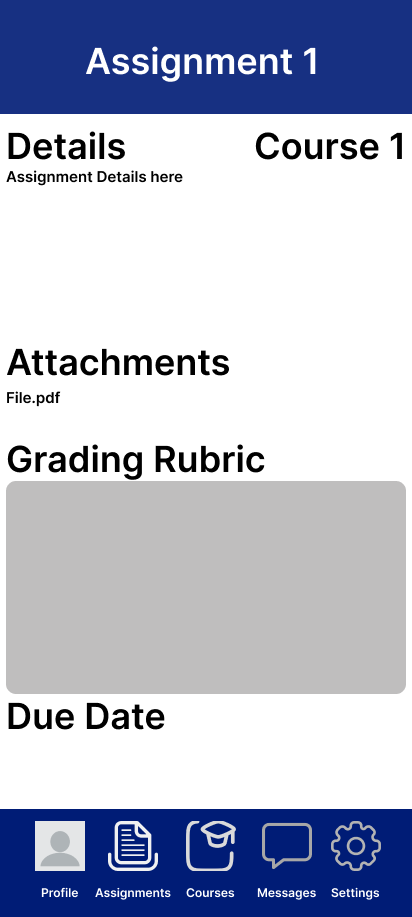 Assignment 1
Details
Course 1
Assignment Details here
Attachments
File.pdf
Grading Rubric
Due Date
Profile
Assignments
Courses
Messages
Settings